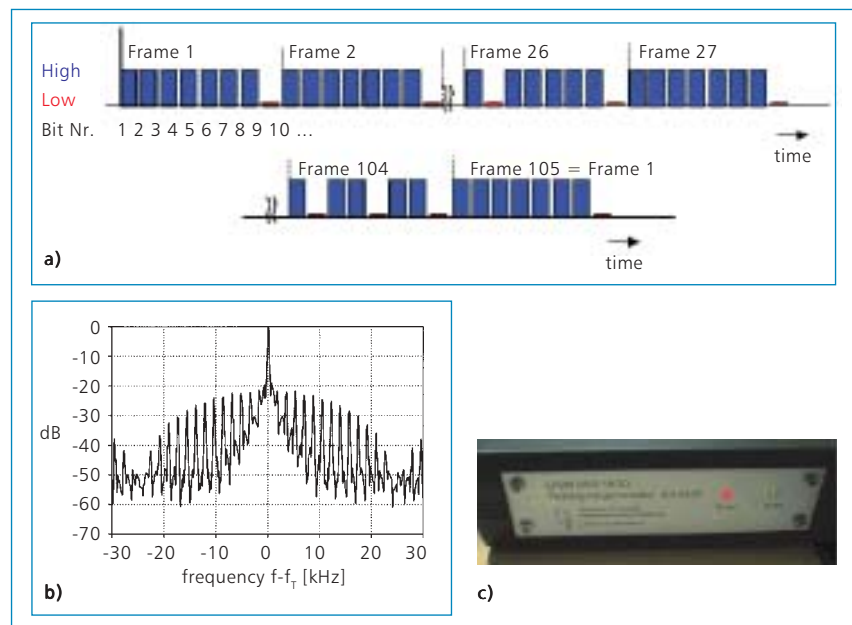 Frame 1 Frame 2 Frame 26 Frame 27
High
Low
Bit Nr. 1 2 3 4 5 6 7 8 9 10 ...
time
Frame 104 Frame 105 = Frame 1
time
a)
0
-10
-20
-30
dB
-40
-50
-60
-70
-30 -20 -10 0 10 20 30
frequency f-fT [kHz]
b)
c)